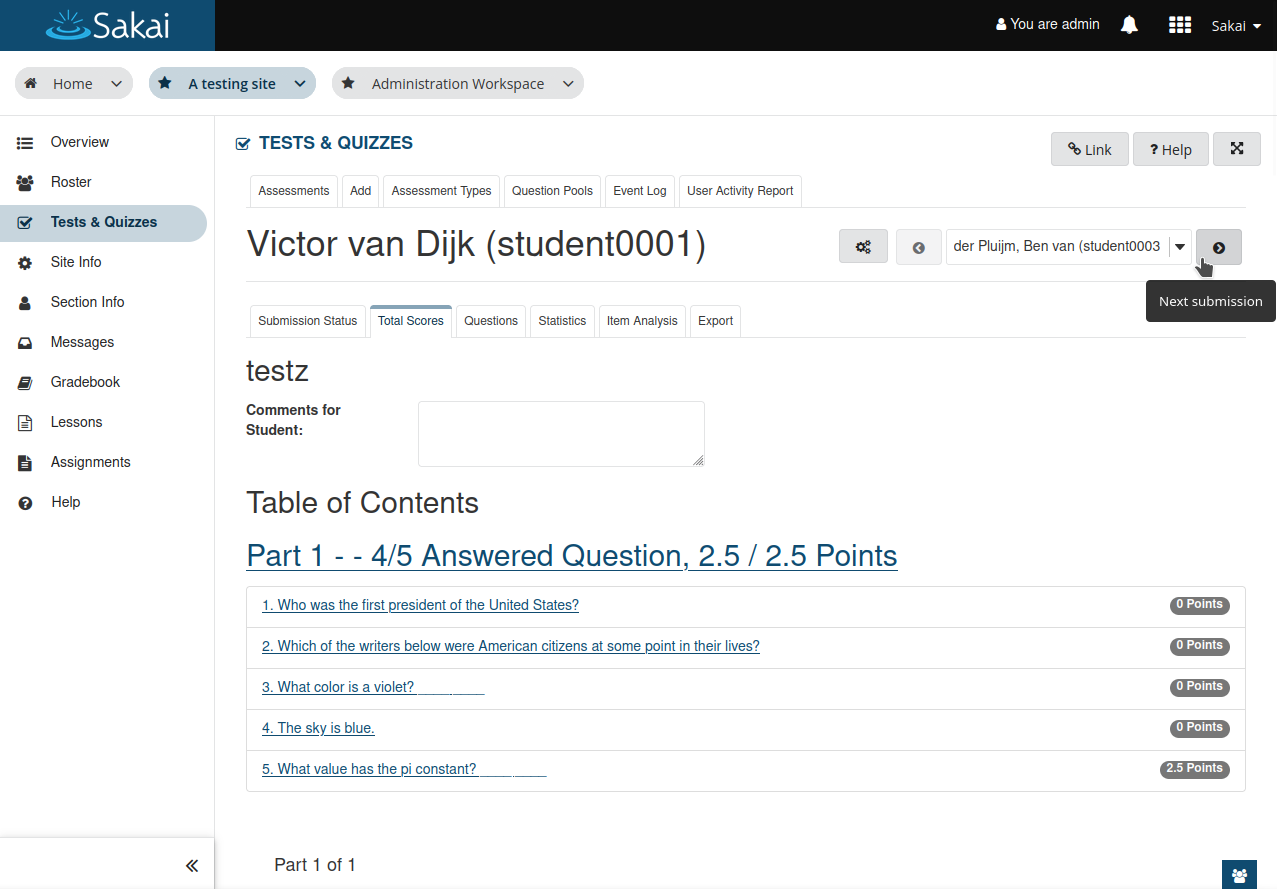 Sakai
You are admin
Sakai
Home
A testing site
Administration Workspace
Overview
Roster
Tests & Quizzes
Site Info
Section Info
Messages
Gradebook
Lessons
Assignments
Help
TESTS & QUIZZES
Link
? Help
Assessments
Add
Assessment Types
Question Pools
Event Log
User Activity Report
Victor van Dijk (student0001)
der Pluijm, Ben van (student0003
Next submission
Submission Status
Total Scores
Questions
Statistics
Item Analysis
Export
testz
Comments for
Student:
Table of Contents
Part 1 - - 4/5 Answered Question, 2.5 / 2.5 Points
1. Who was the first president of the United States?
0 Points
2. Which of the writers below were American citizens at some point in their lives?
0 Points
3. What color is a violet? ________
0 Points
4. The sky is blue.
0 Points
5. What value has the pi constant? ________
2.5 Points
Part 1 of 1